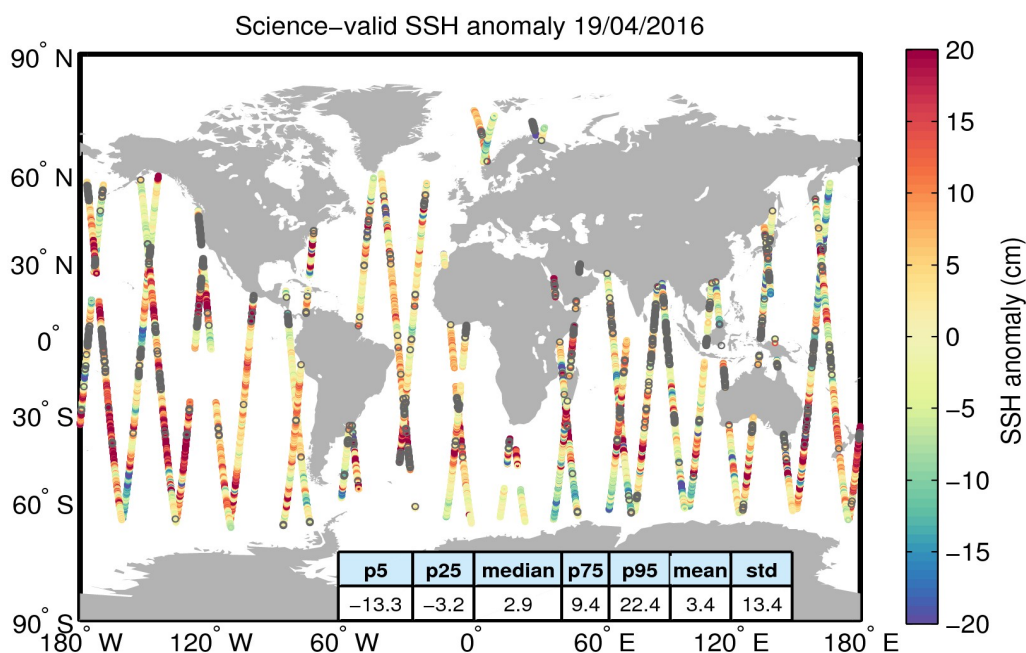 Science−valid SSH anomaly 19/04/2016
90° N
60° N
30° N
0°
30° S
60° S
90° S
180° W
120° W
60° W
0°
60° E
120° E
180° E
p5 p25 median p75 p95 mean std
−13.3 −3.2 2.9 9.4 22.4 3.4 13.4
20
15
10
5
0
−5
−10
−15
−20
SSH anomaly (cm)